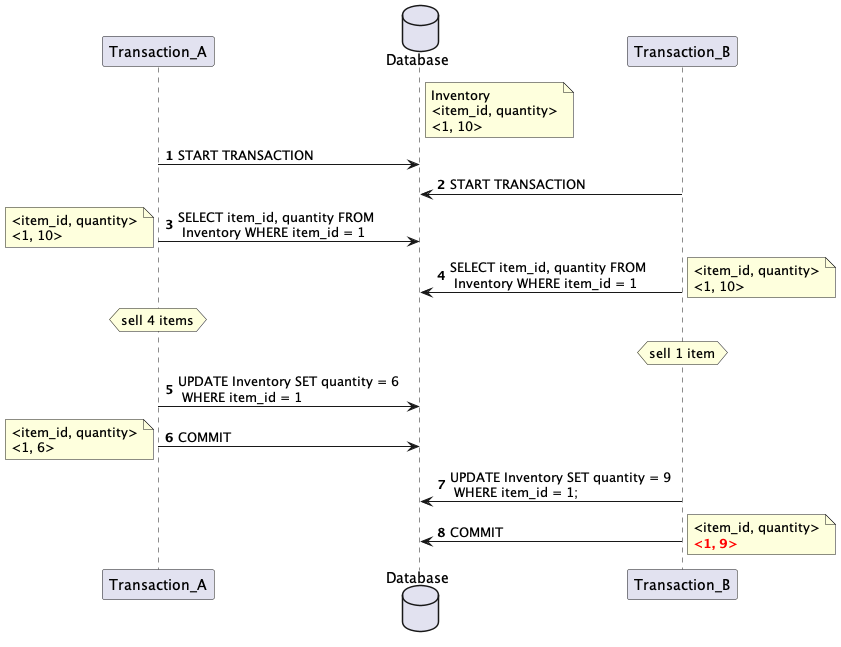 Database
Transaction_A
Transaction_B
Inventory
<item_id, quantity>
<1, 10>
1 START TRANSACTION
2 START TRANSACTION
<item_id, quantity>
<1, 10>
3 SELECT item_id, quantity FROM
Inventory WHERE item_id = 1
4 SELECT item_id, quantity FROM
Inventory WHERE item_id = 1
<item_id, quantity>
<1, 10>
sell 4 items
sell 1 item
5 UPDATE Inventory SET quantity = 6
WHERE item_id = 1
<item_id, quantity>
<1, 6>
6 COMMIT
7 UPDATE Inventory SET quantity = 9
WHERE item_id = 1;
8 COMMIT
<item_id, quantity>
<1, 9>
Transaction_A
Database
Transaction_B